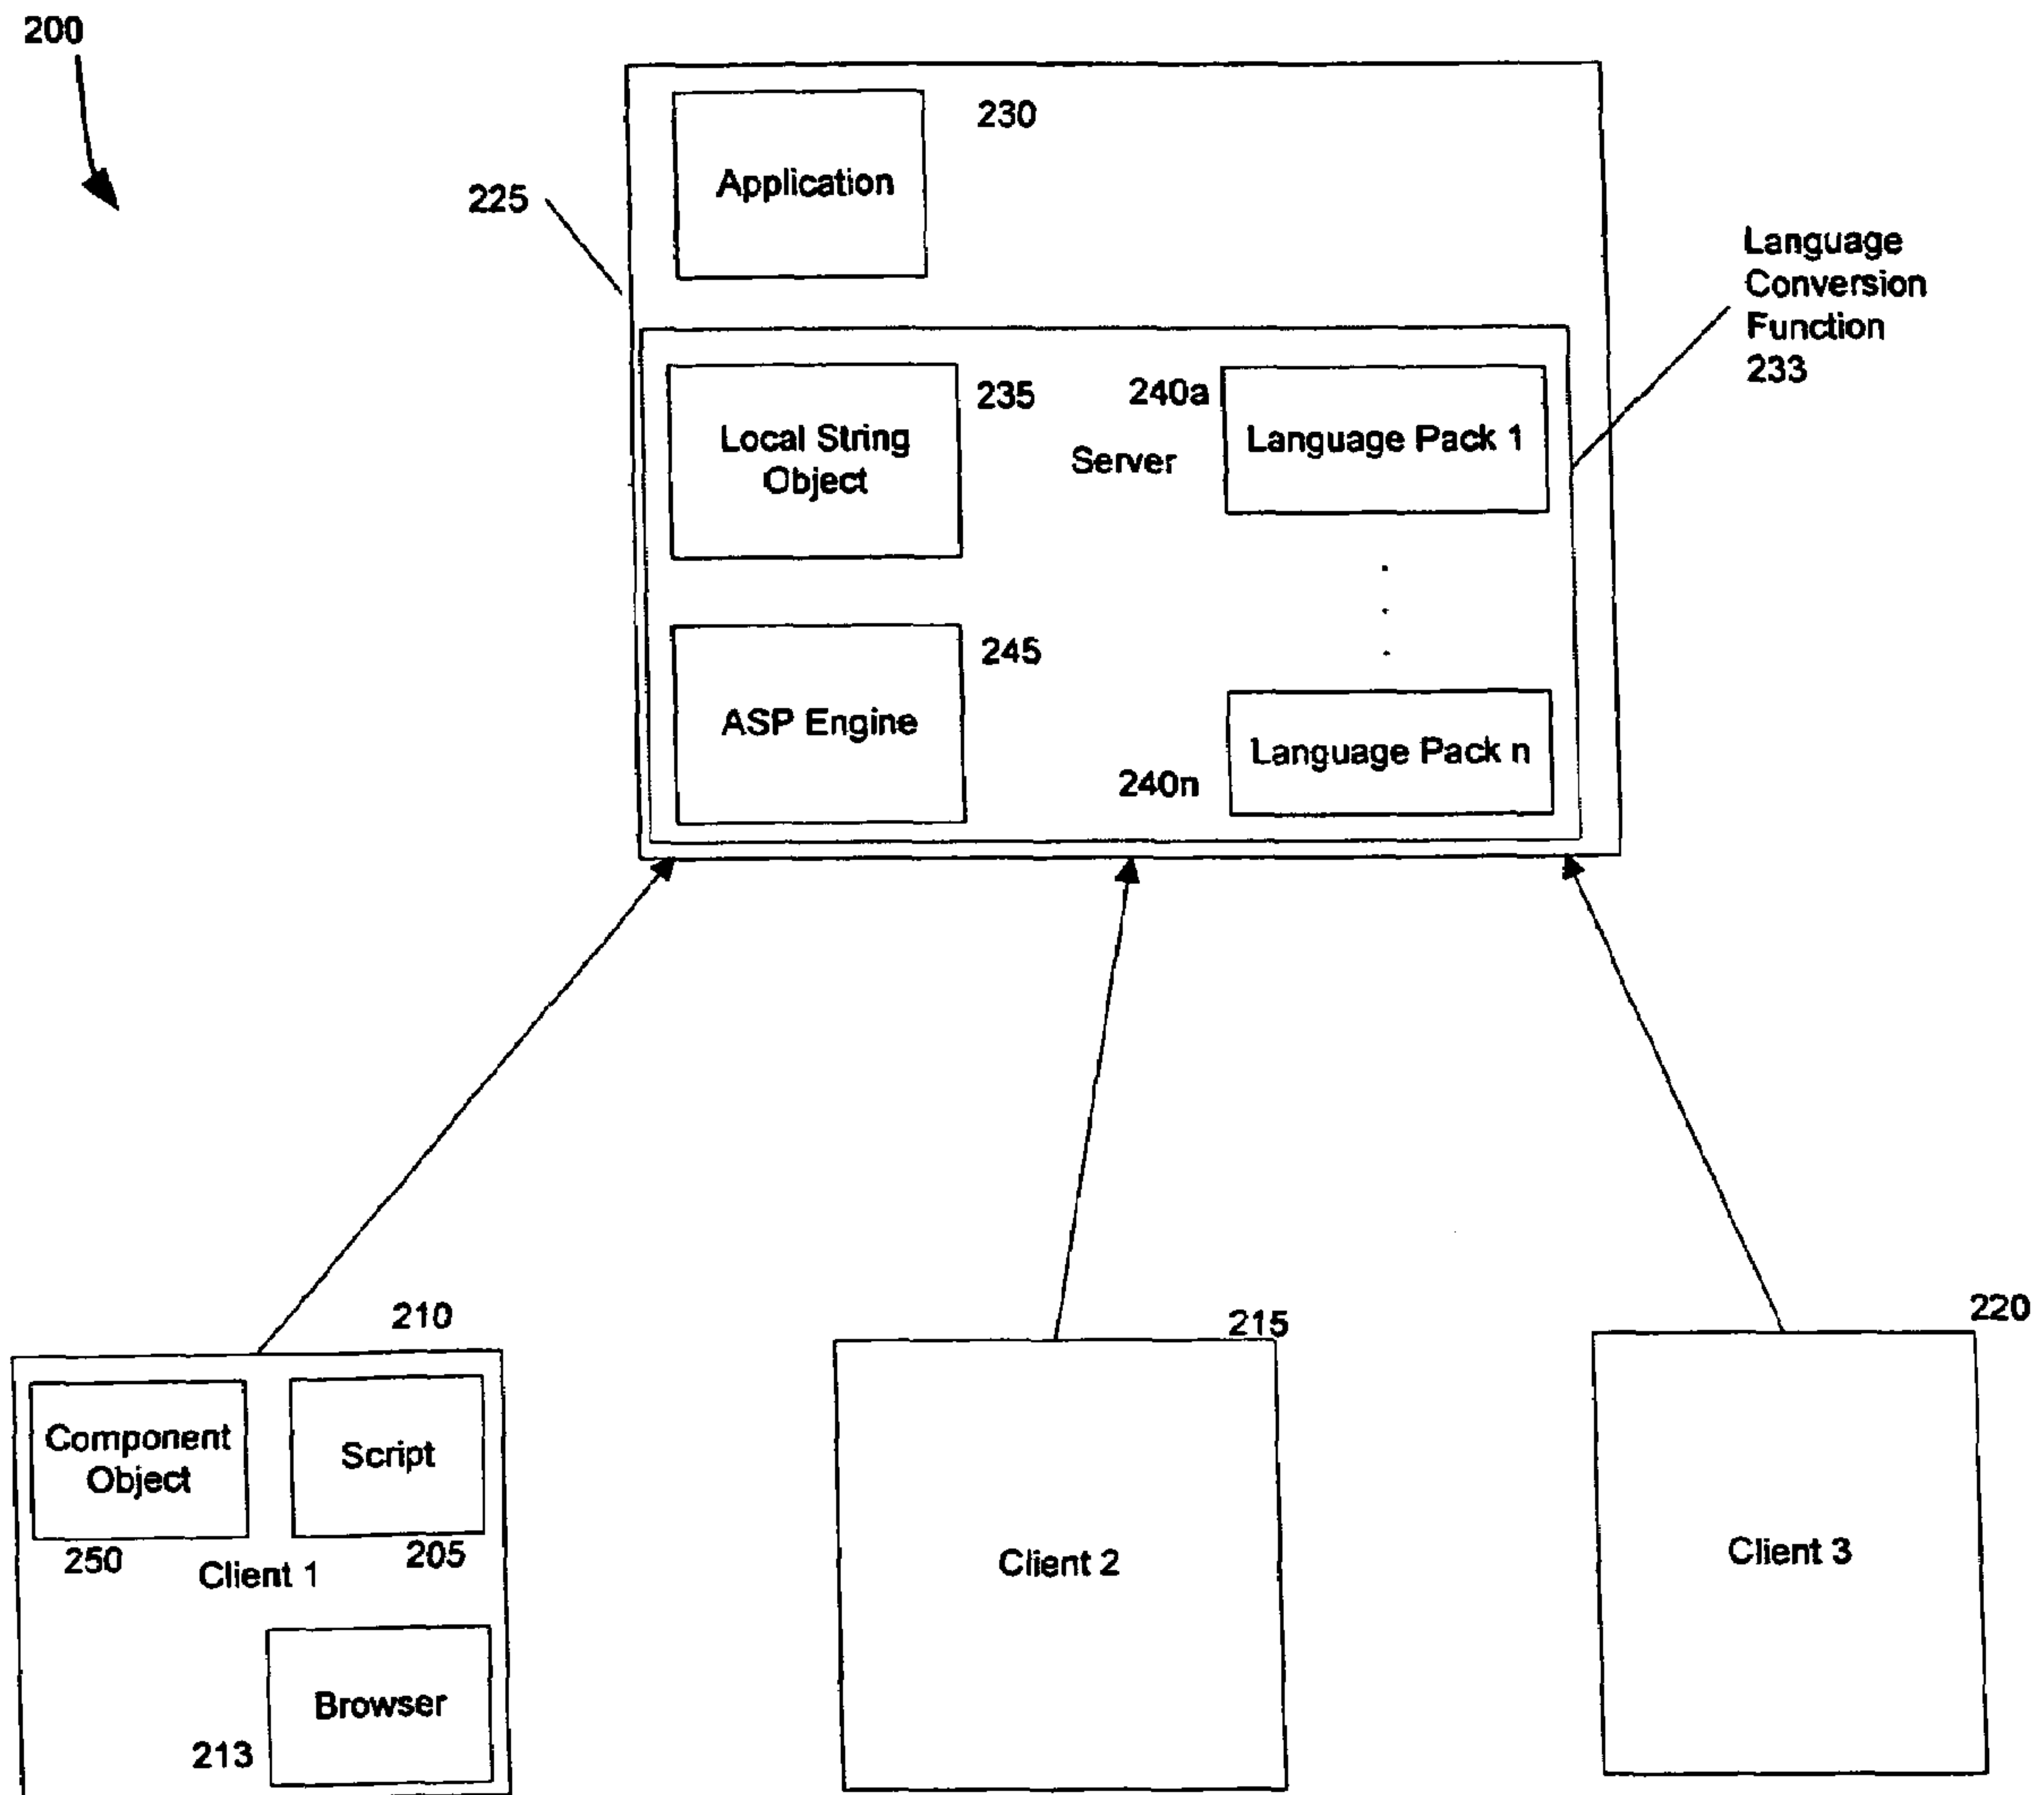 200
230
Application
225
Language
Conversion
Function
233
235
240a
Local String
Object
Server
Language Pack 1
245
ASP Engine
Language Pack n
240n
210
215
220
Component
Object
Script
250
205
Client 1
Client 2
Client 3
Browser
213